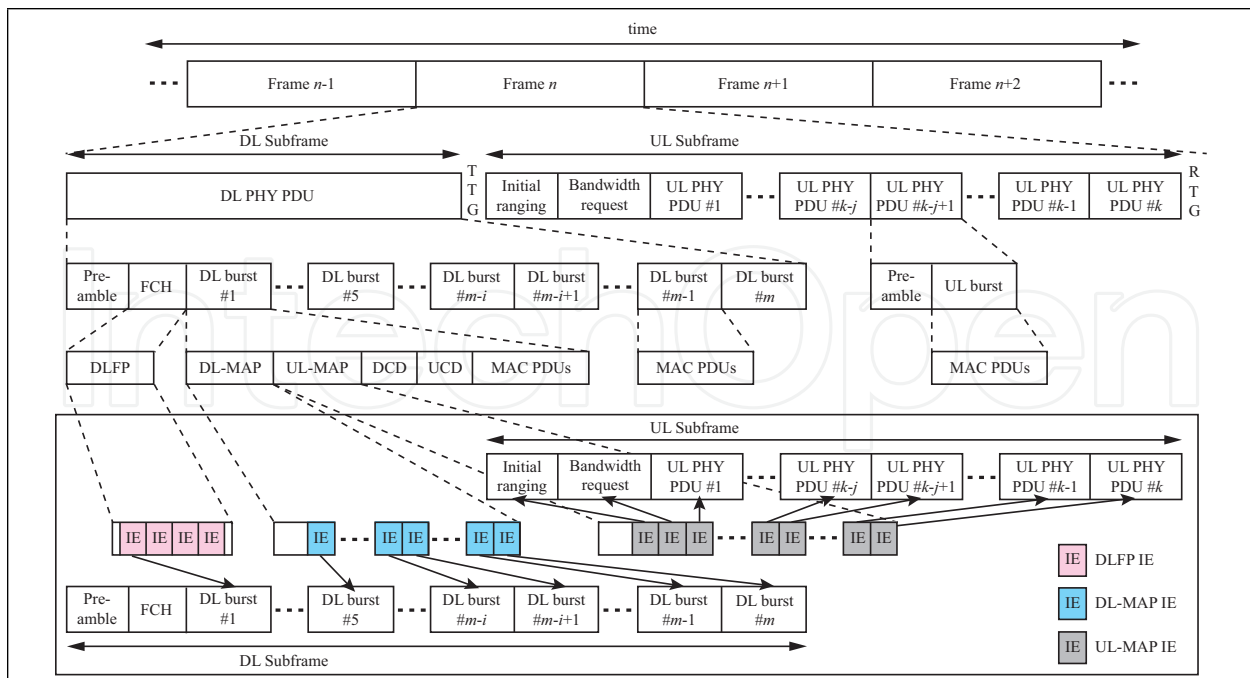 time
Frame n-1 Frame n Frame n+1 Frame n+2
DL Subframe UL Subframe
DL PHY PDU
TTG
Initial ranging
Bandwidth request
UL PHY PDU #1
UL PHY PDU #k-j
UL PHY PDU #k-j+1
UL PHY PDU #k-1
UL PHY PDU #k
RTG
Pre-amble
FCH
DL burst #1
DL burst #5
DL burst #m-i
DL burst #m-i+1
DL burst #m-1
DL burst #m
Pre-amble
UL burst
DLFP
DL-MAP UL-MAP DCD UCD MAC PDUs
MAC PDUs
MAC PDUs
IntechOpen
UL Subframe
Initial ranging
Bandwidth request
UL PHY PDU #1
UL PHY PDU #k-j
UL PHY PDU #k-j+1
UL PHY PDU #k-1
UL PHY PDU #k
IE IE IE IE
IE IE IE IE IE
IE IE IE IE IE IE IE
Pre-amble
FCH
DL burst #1
DL burst #5
DL burst #m-i
DL burst #m-i+1
DL burst #m-1
DL burst #m
DL Subframe
IE DLFP IE
IE DL-MAP IE
IE UL-MAP IE